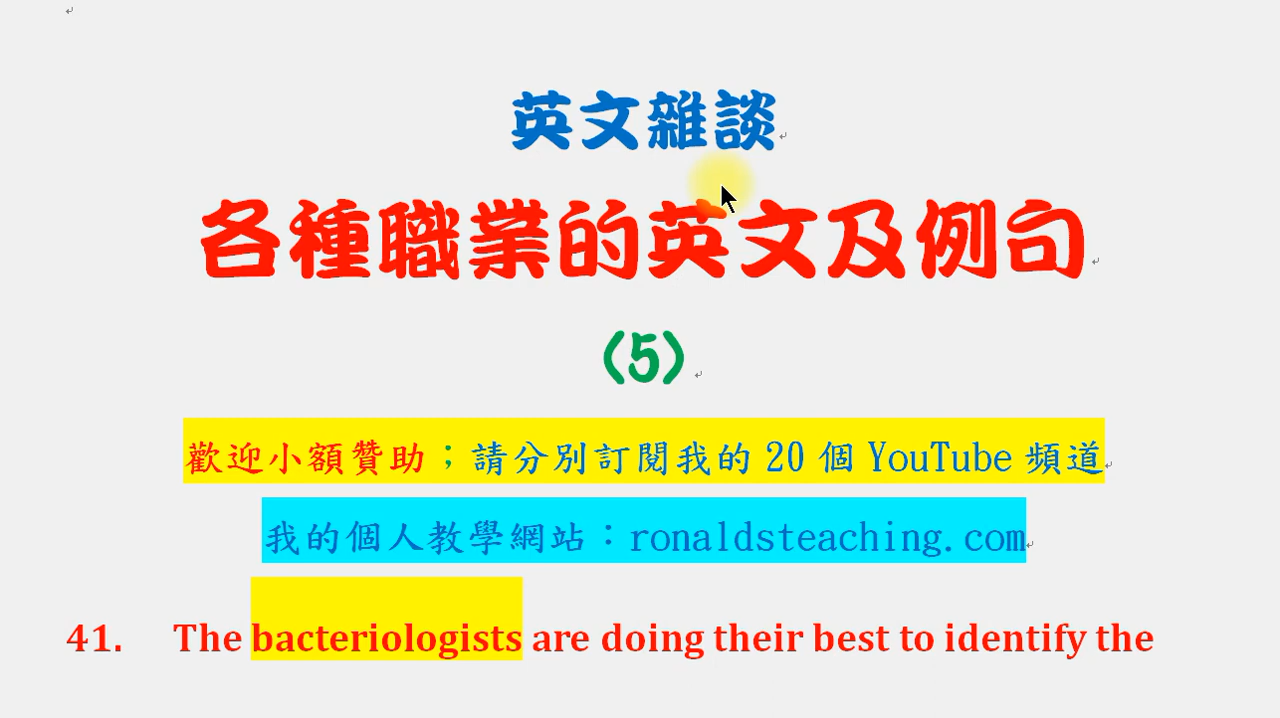 英文雜談
各種職業的英文及例句
(5)
歡迎小額贊助；請分別訂閱我的 20 個 YouTube 頻道
我的個人教學網站：ronaldsteaching.com
41. The bacteriologists are doing their best to identify the